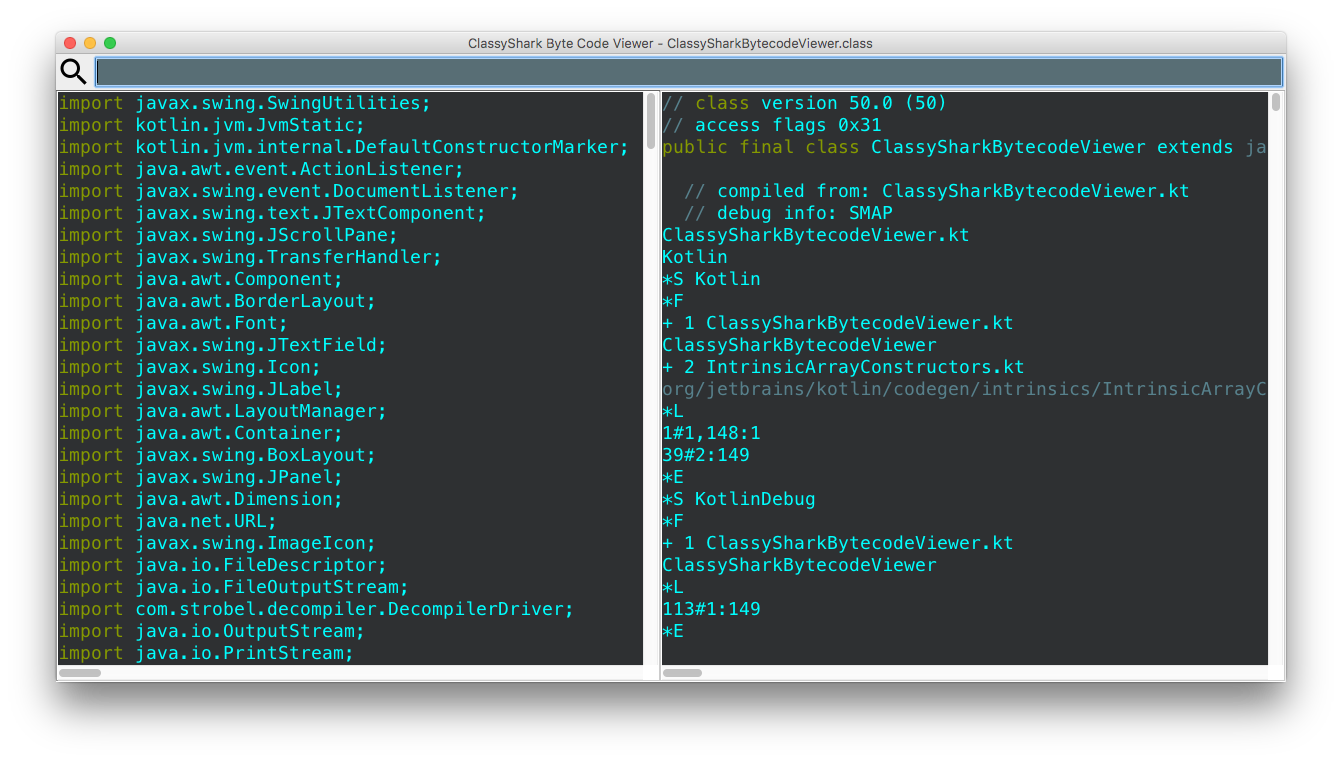 ClassyShark Byte Code Viewer - ClassySharkBytecodeViewer.class
import javax.swing.SwingUtilities;
import kotlin.jvm.JvmStatic;
import kotlin.jvm.internal.DefaultConstructorMarker;
import java.awt.event.ActionListener;
import javax.swing.event.DocumentListener;
import javax.swing.text.JTextComponent;
import javax.swing.JScrollPane;
import javax.swing.TransferHandler;
import java.awt.Component;
import java.awt.BorderLayout;
import java.awt.Font;
import javax.swing.JTextField;
import javax.swing.Icon;
import javax.swing.JLabel;
import java.awt.LayoutManager;
import java.awt.Container;
import javax.swing.BoxLayout;
import javax.swing.JPanel;
import java.awt.Dimension;
import java.net.URL;
import javax.swing.ImageIcon;
import java.io.FileDescriptor;
import java.io.FileOutputStream;
import com.strobel.decompiler.DecompilerDriver;
import java.io.OutputStream;
import java.io.PrintStream;
// class version 50.0 (50)
// access flags 0x31
public final class ClassySharkBytecodeViewer extends ja
// compiled from: ClassySharkBytecodeViewer.kt
// debug info: SMAP
ClassySharkBytecodeViewer.kt
Kotlin
*S Kotlin
*F
+ 1 ClassySharkBytecodeViewer.kt
ClassySharkBytecodeViewer
+ 2 IntrinsicArrayConstructors.kt
org/jetbrains/kotlin/codegen/intrinsics/IntrinsicArrayC
*L
1#1,148:1
39#2:149
*E
*S KotlinDebug
*F
+ 1 ClassySharkBytecodeViewer.kt
ClassySharkBytecodeViewer
*L
113#1:149
*E